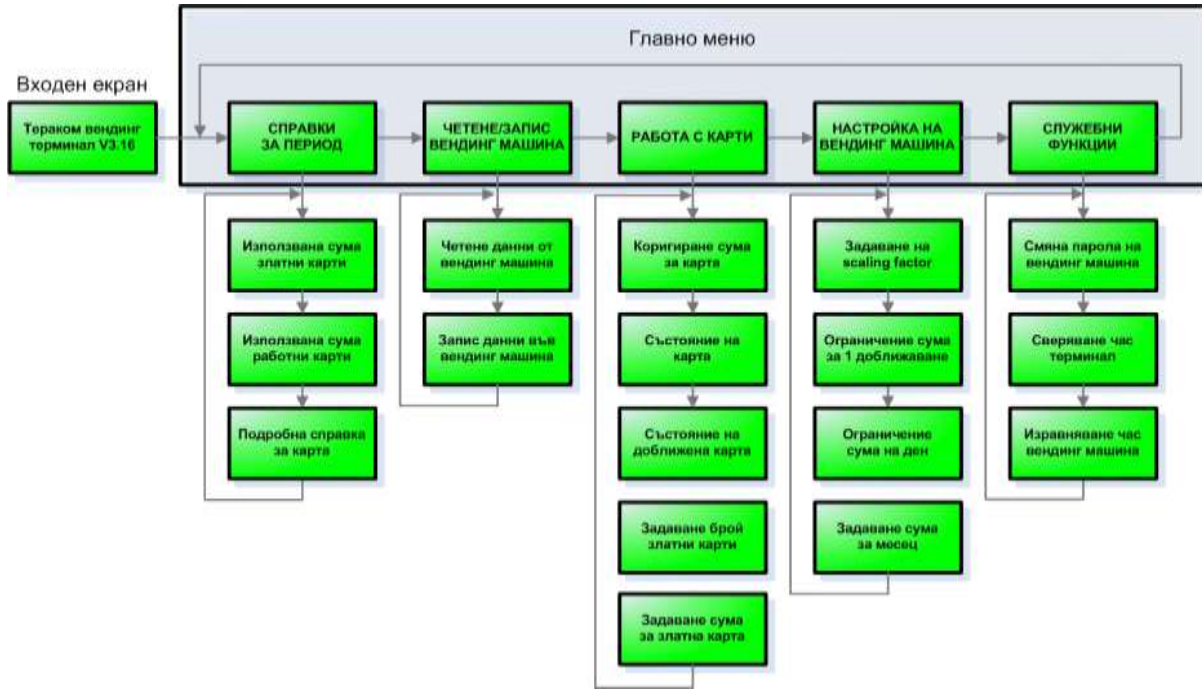 Главно меню
Входен екран
Тераком вендинг
терминал V3.16
СПРАВКИ
ЗА ПЕРИОД
ЧЕТЕНЕ/ЗАПИС
ВЕНДИНГ МАШИНА
РАБОТА С КАРТИ
НАСТРОЙКА НА
ВЕНДИНГ МАШИНА
СЛУЖЕБНИ
ФУНКЦИИ
Използвана сума
златни карти
Използвана сума
работни карти
Подробна справка
за карта
Четене данни от
вендинг машина
Запис данни във
вендинг машина
Коригиране сума
за карта
Състояние на
карта
Състояние на
доближена карта
Задаване брой
златни карти
Задаване сума
за златна карта
Задаване на
scaling factor
Ограничение сума
за 1 доближаване
Ограничение
сума на ден
Задаване сума
за месец
Смяна парола на
вендинг машина
Сверяване час
терминал
Изравняване час
вендинг машина